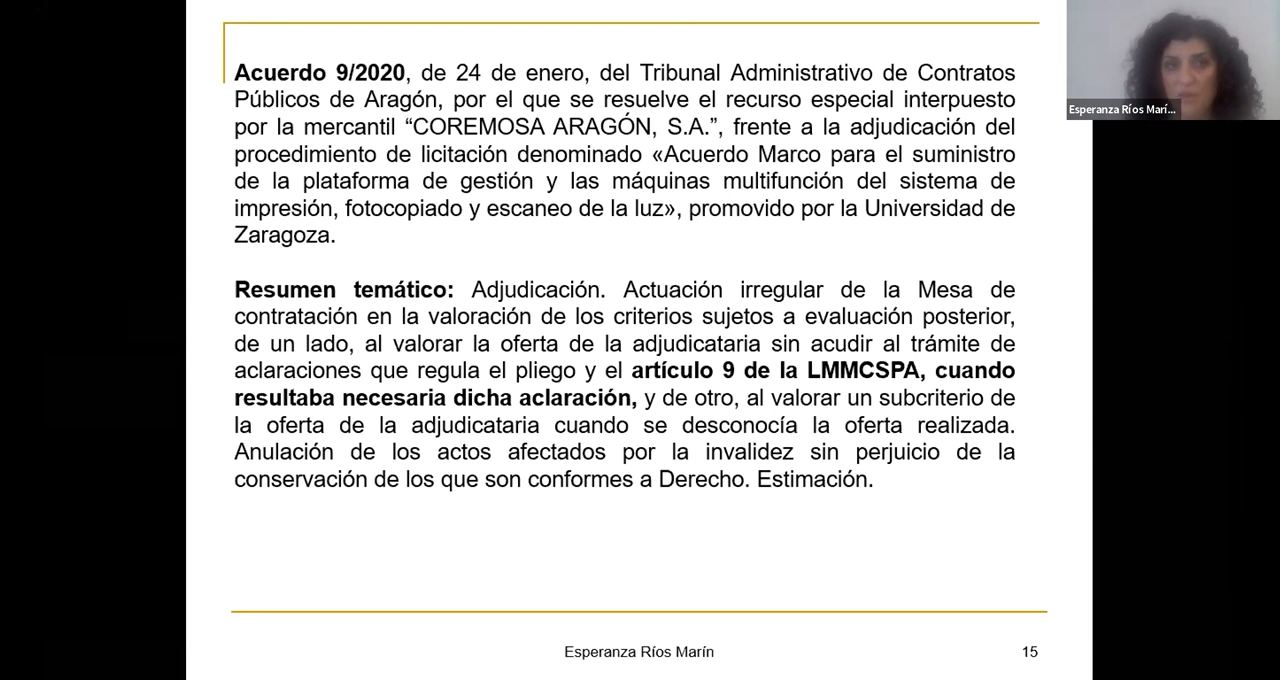 Acuerdo 9/2020, de 24 de enero, del Tribunal Administrativo de Contratos
Públicos de Aragón, por el que se resuelve el recurso especial interpuesto
por la mercantil “COREMOSA ARAGÓN, S.A.”, frente a la adjudicación del
procedimiento de licitación denominado «Acuerdo Marco para el suministro
de la plataforma de gestión y las máquinas multifunción del sistema de
impresión, fotocopiado y escaneo de la luz», promovido por la Universidad de
Zaragoza.
Resumen temático: Adjudicación. Actuación irregular de la Mesa de
contratación en la valoración de los criterios sujetos a evaluación posterior,
de un lado, al valorar la oferta de la adjudicataria sin acudir al trámite de
aclaraciones que regula el pliego y el artículo 9 de la LMMCSPA, cuando
resultaba necesaria dicha aclaración, y de otro, al valorar un subcriterio de
la oferta de la adjudicataria cuando se desconocía la oferta realizada.
Anulación de los actos afectados por la invalidez sin perjuicio de la
conservación de los que son conformes a Derecho. Estimación.
Esperanza Ríos Marín
15
Esperanza Ríos Marí...